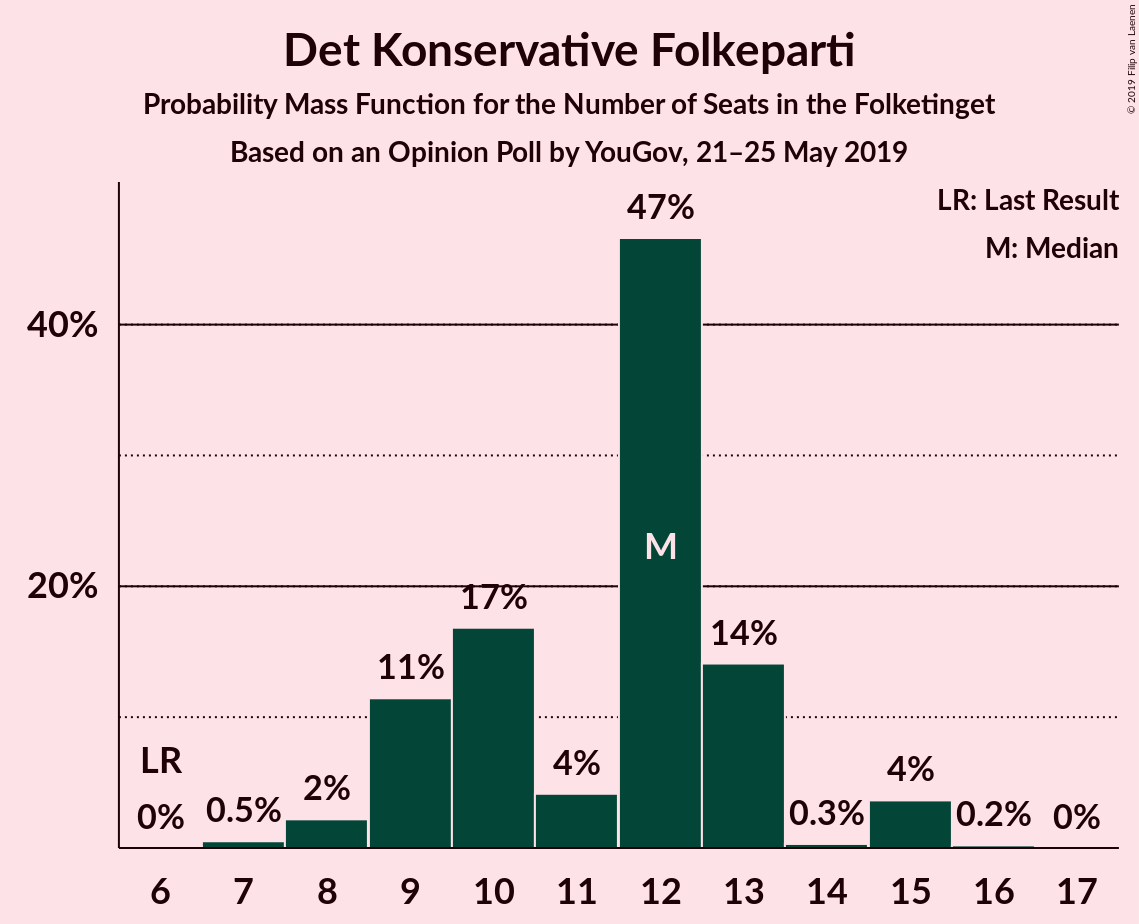 Det Konservative Folkeparti
Probability Mass Function for the Number of Seats in the Folketinget
Based on an Opinion Poll by YouGov, 21–25 May 2019
© 2019 Filip van Laenen
LR: Last Result
M: Median
47%
40%
M
20%
17%
14%
11%
LR
4%
4%
2%
0%
0.5%
0.3%
0.2%
0%
6 7 8 9 10 11 12 13 14 15 16 17